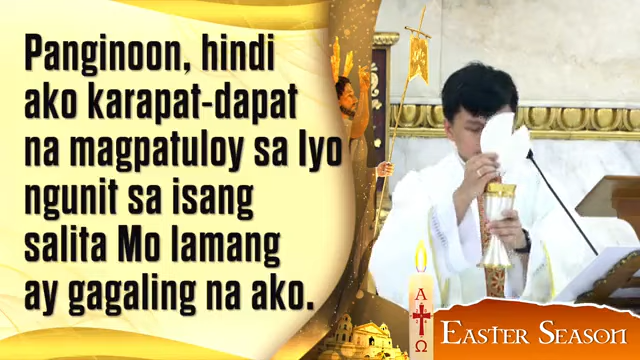 Panginoon, hindi
ako karapat-dapat
na magpatuloy sa Iyo
ngunit sa isang
salita Mo lamang
ay gagaling na ako.
Α
Ω
EASTER SEASON